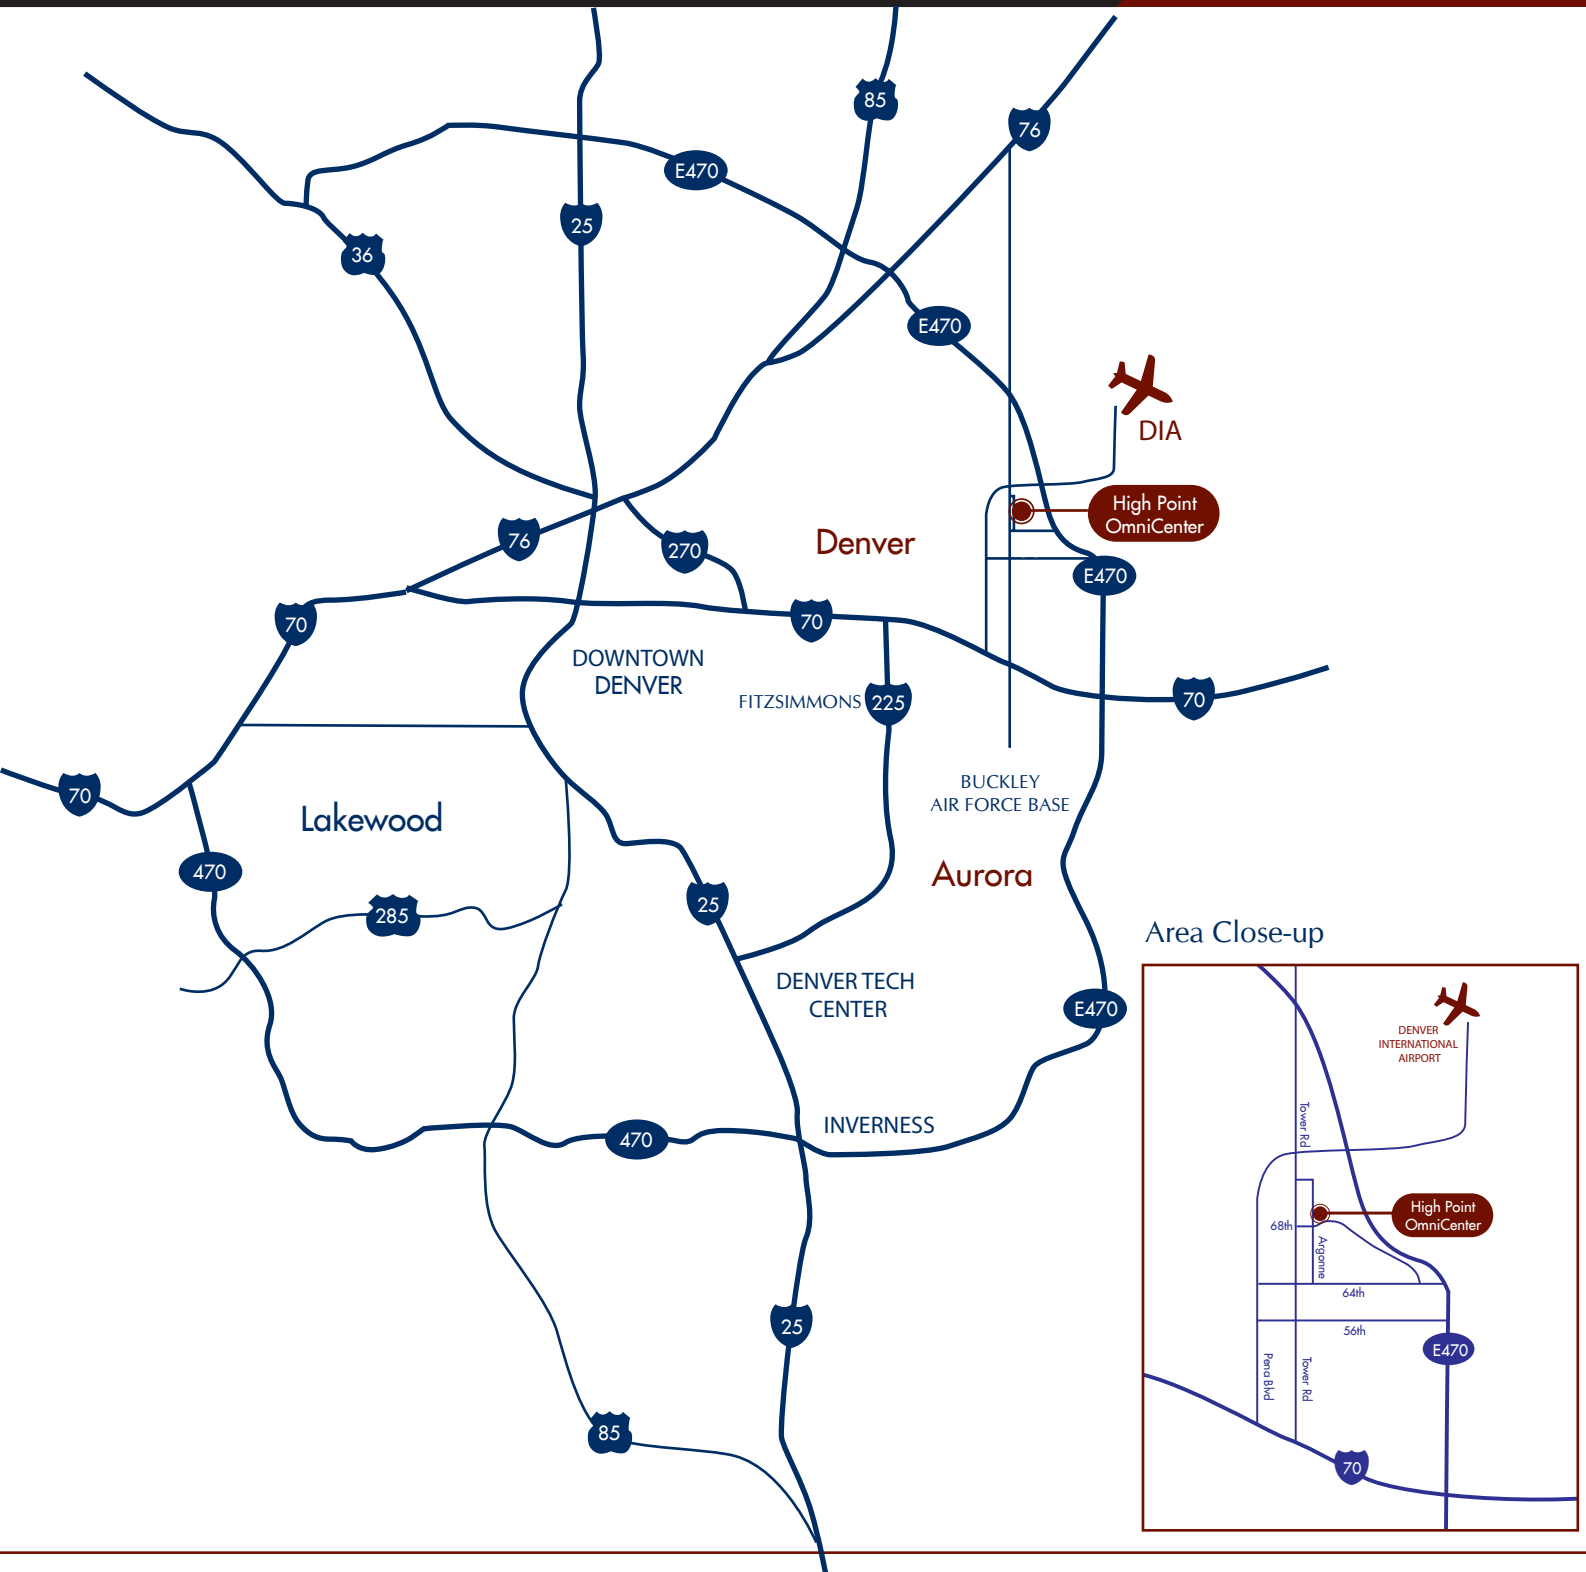 85
76
E470
25
36
E470
DIA
High Point
OmniCenter
76
270
Denver
E470
70
70
DOWNTOWN
DENVER
FITZSIMMONS
225
70
70
BUCKLEY
AIR FORCE BASE
Lakewood
470
Aurora
285
25
Area Close-up
DENVER TECH
CENTER
E470
INVERNESS
470
25
85
DENVER
INTERNATIONAL
AIRPORT
Tower Rd
High Point
OmniCenter
68th
Argonne
64th
56th
E470
Pena Blvd
Tower Rd
70